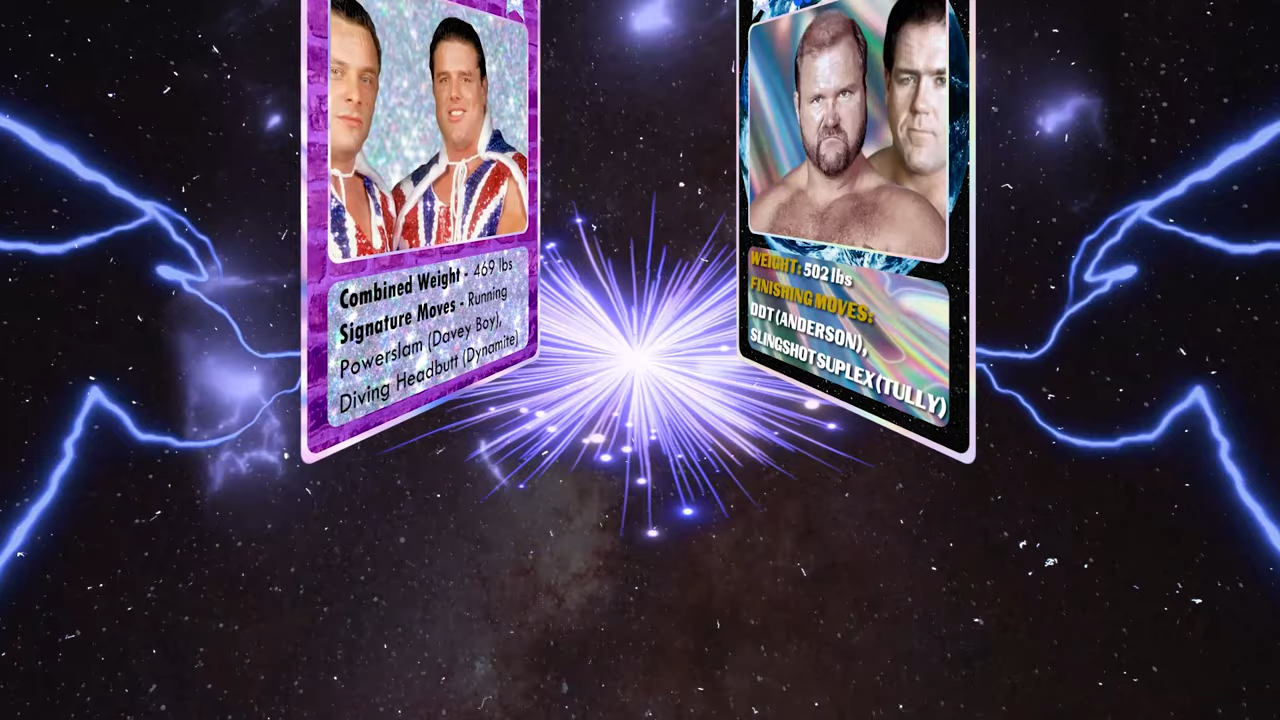 Combined Weight - 469 lbs
Signature Moves - Running
Powerslam (Davey Boy),
Diving Headbutt (Dynamite)
WEIGHT: 502 lbs
FINISHING MOVES:
DDT (ANDERSON),
SLINGSHOT SUPLEX (TULLY)